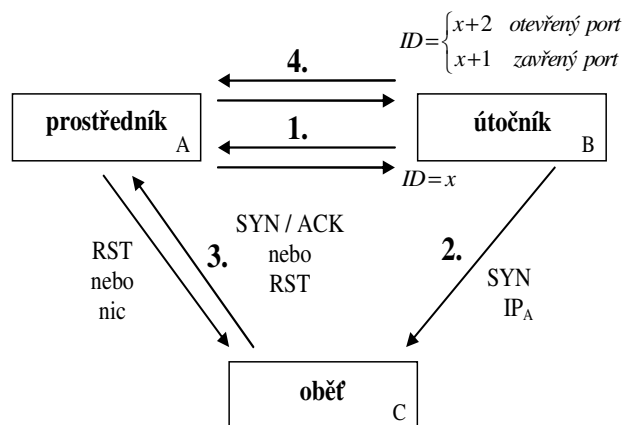 4.
ID = { x+2 otevřený port
x+1 zavřený port
prostředník
A
1.
útočník
B
ID = x
RST
nebo
nic
3.
SYN / ACK
nebo
RST
2.
SYN
IP_A
oběť
C